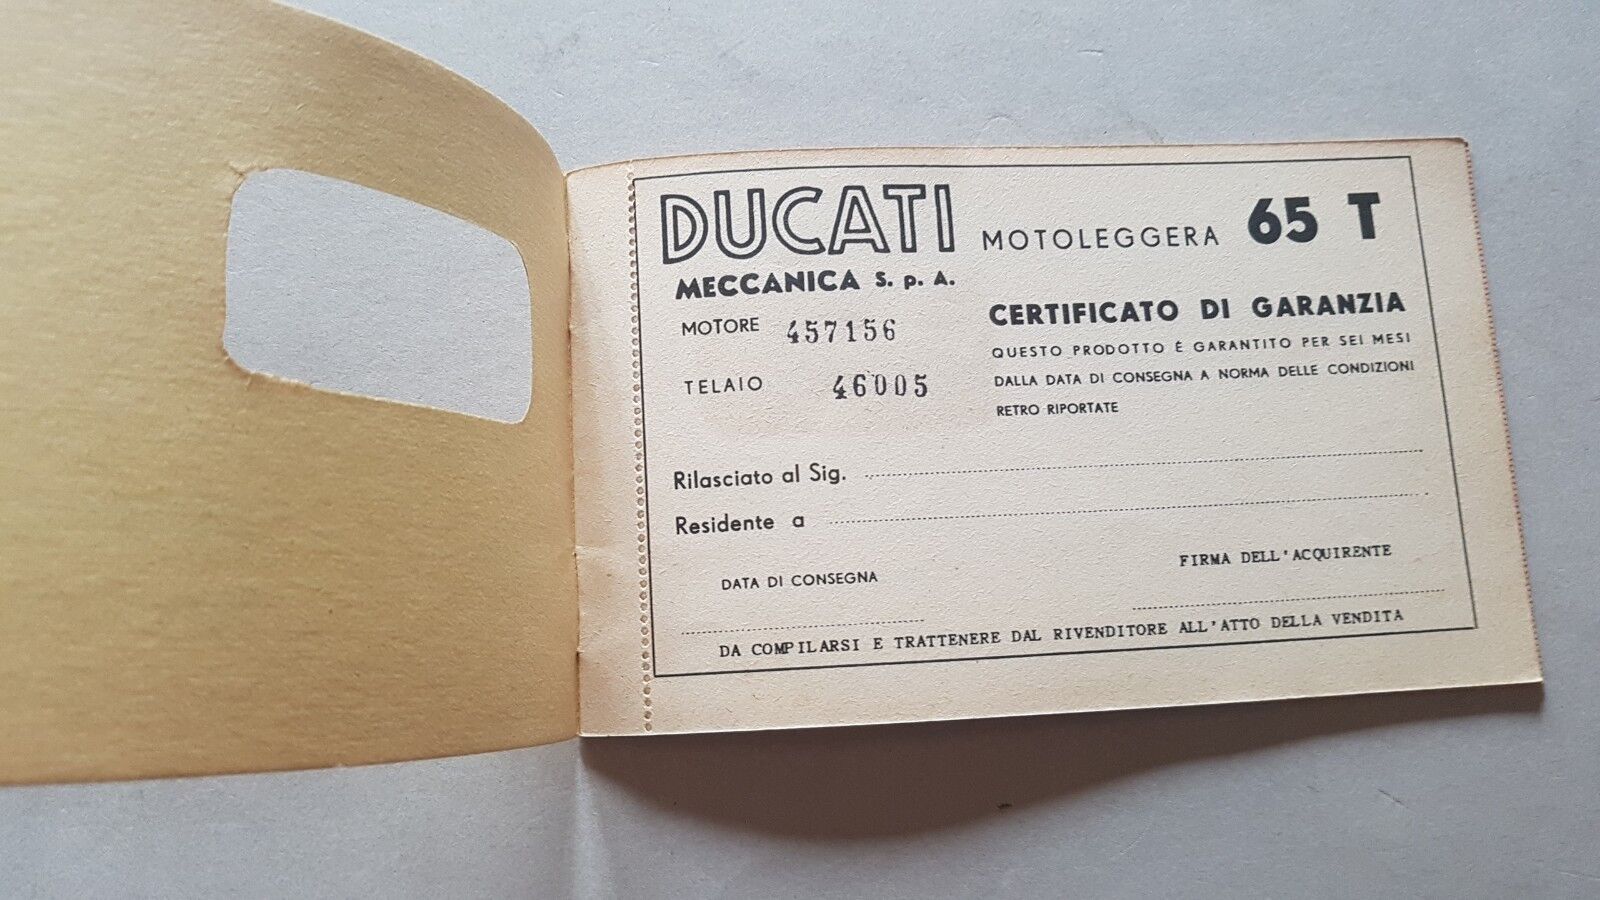 DUCATI MOTOLEGGERA 65 T
MECCANICA S. p. A.
MOTORE 457156
CERTIFICATO DI GARANZIA
QUESTO PRODOTTO È GARANTITO PER SEI MESI
TELAIO 46005
DALLA DATA DI CONSEGNA A NORMA DELLE CONDIZIONI
RETRO RIPORTATE
Rilasciato al Sig.
Residente a
DATA DI CONSEGNA
FIRMA DELL'ACQUIRENTE
DA COMPILARSI E TRATTENERE DAL RIVENDITORE ALL'ATTO DELLA VENDITA